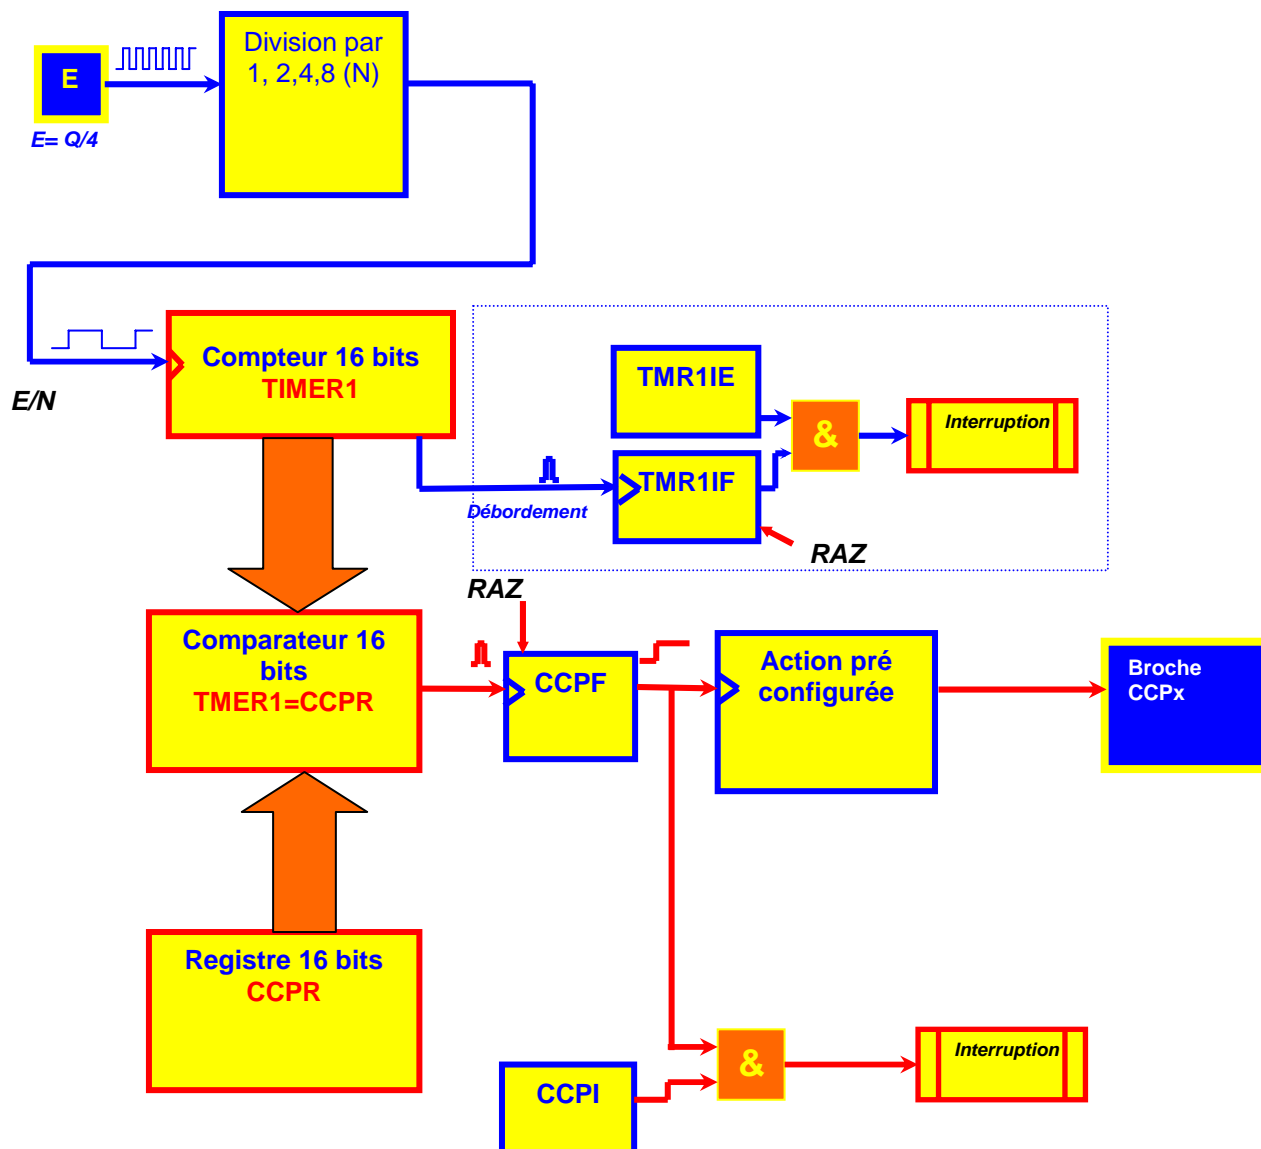 E
Division par
1, 2,4,8 (N)
E= Q/4
Compteur 16 bits
TIMER1
E/N
TMR1IE
&
Interruption
TMR1IF
Débordement
RAZ
RAZ
Comparateur 16
bits
TMER1=CCPR
CCPF
Action pré
configurée
Broche
CCPx
Registre 16 bits
CCPR
&
Interruption
CCPI